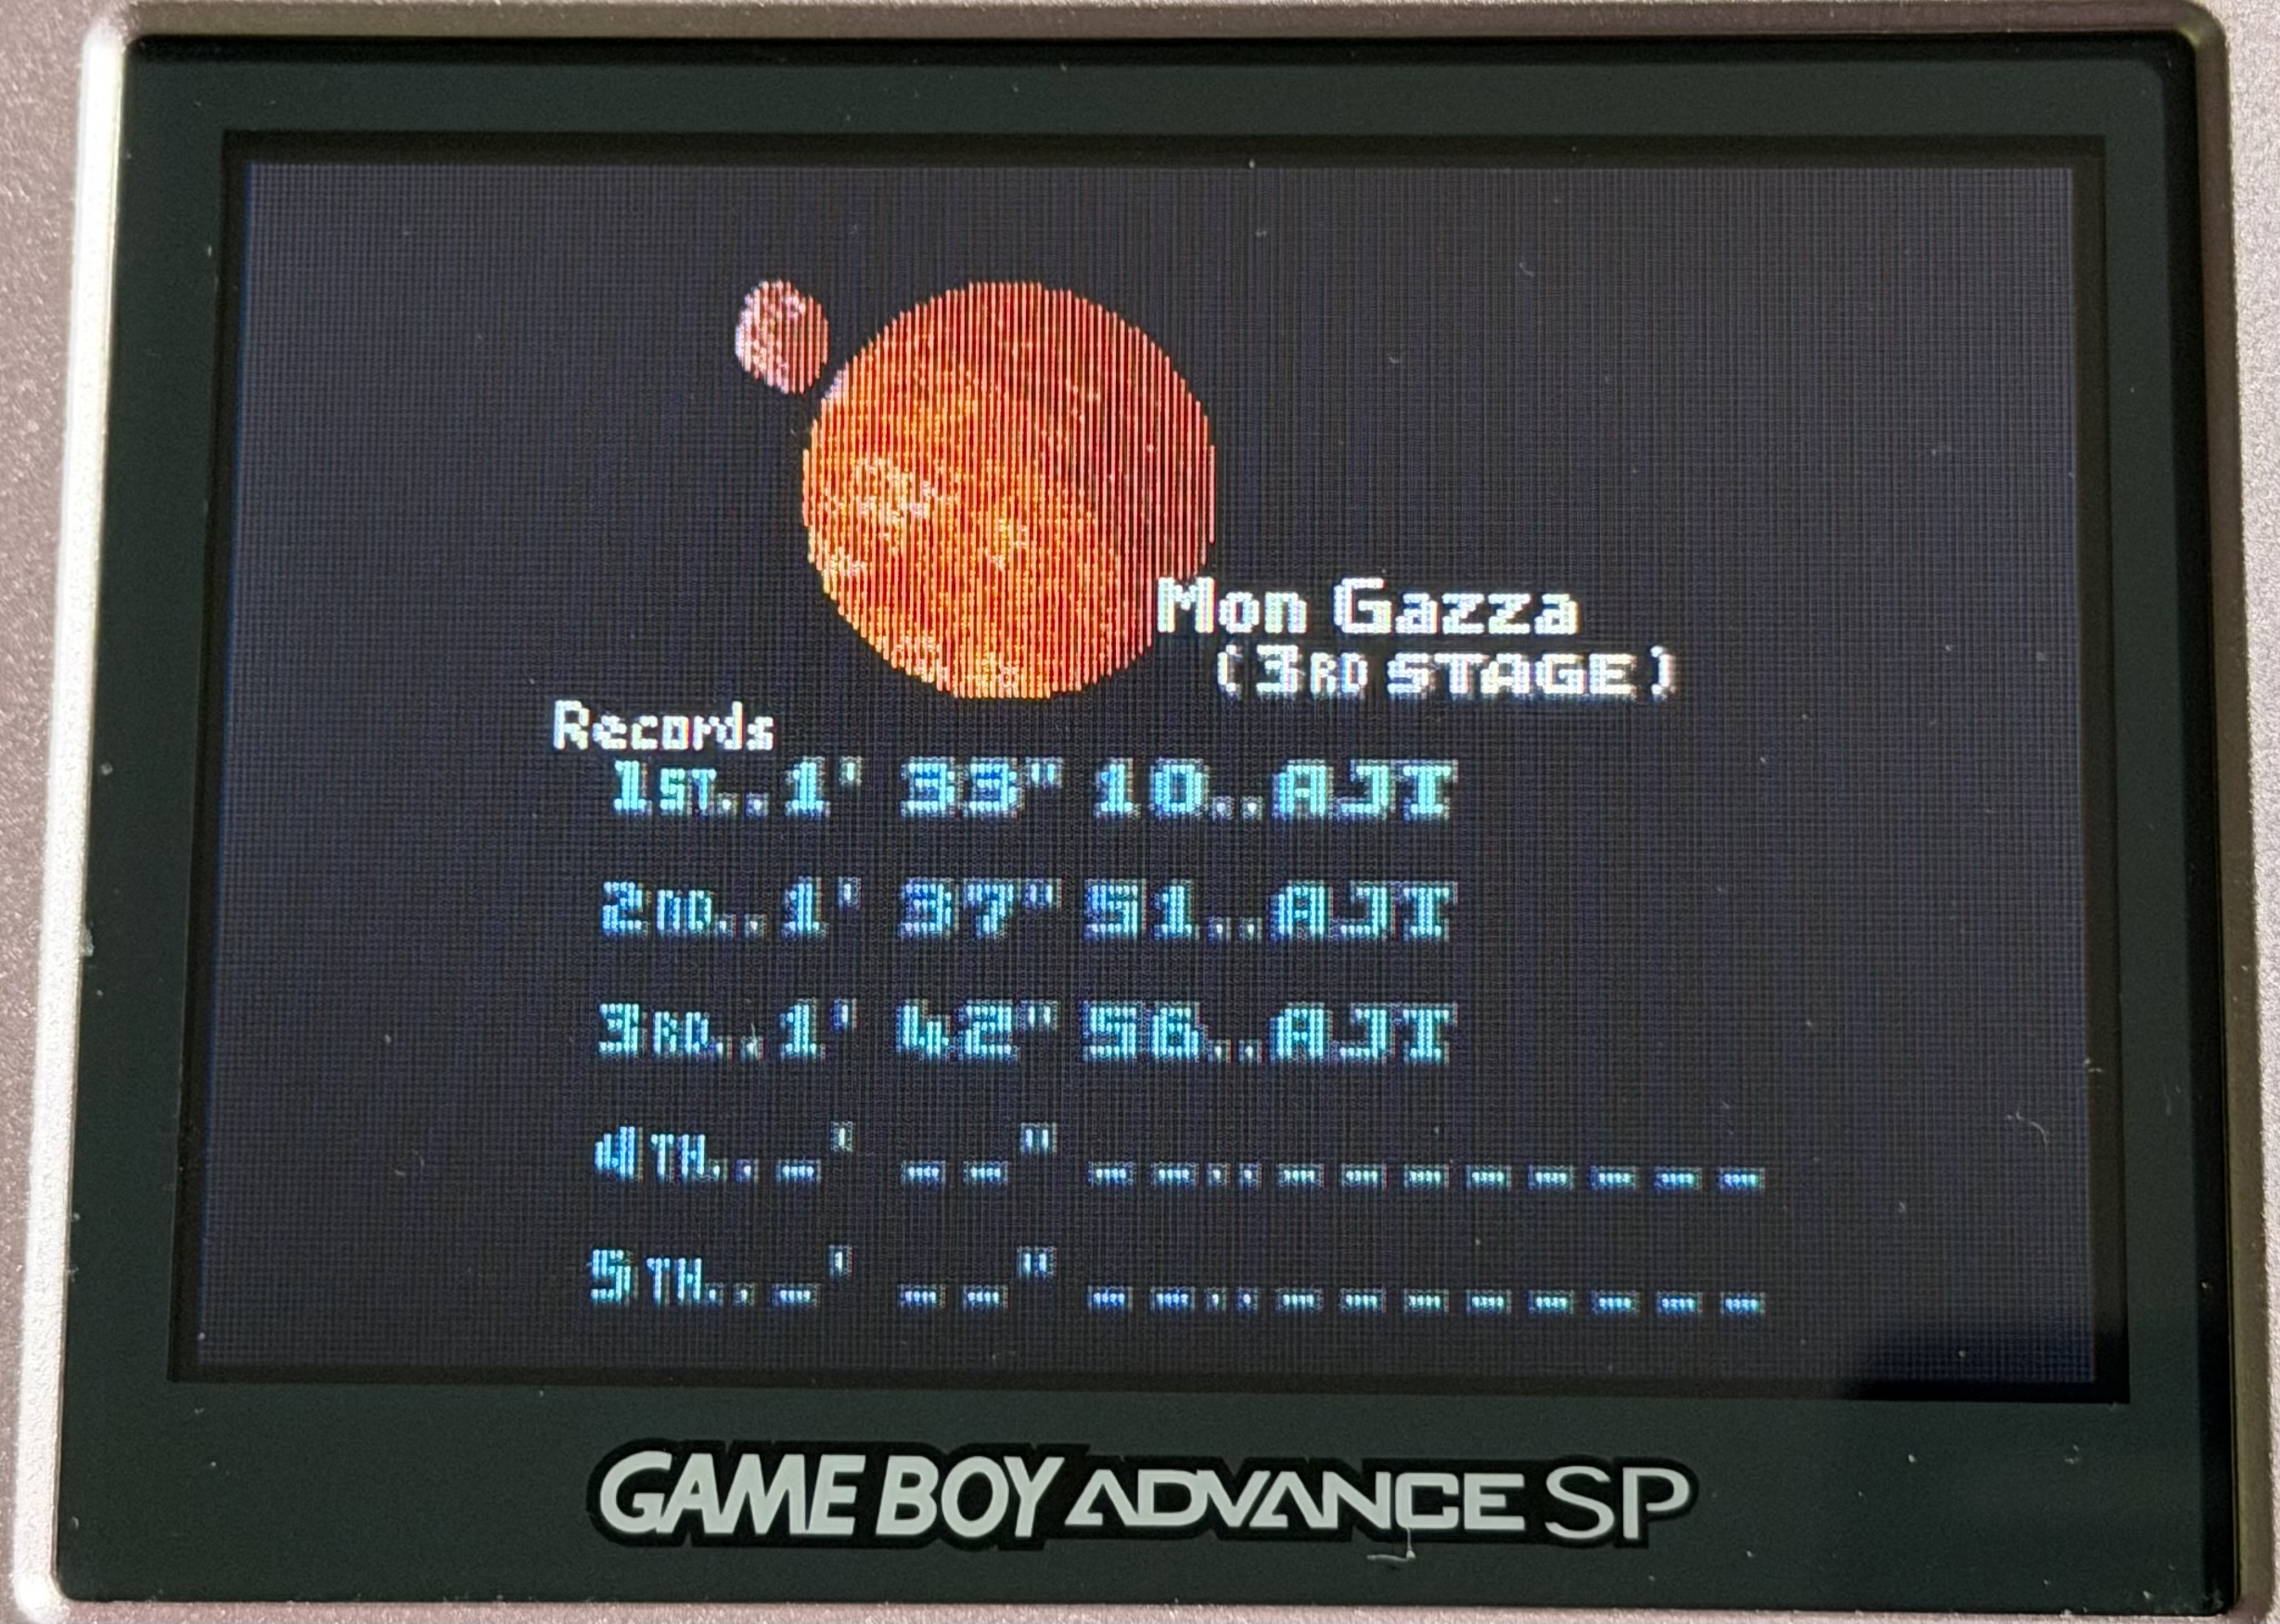 Mon Gazza
(3RD STAGE)
Records
1ST..1' 33" 10..AJI
2ND..1' 37" 51..AJI
3RD..1' 42" 56..AJI
4TH.._' _ _" _ _.._ _ _ _ _ _ _ _
5TH.._' _ _" _ _.._ _ _ _ _ _ _ _
GAME BOY ADVANCE SP